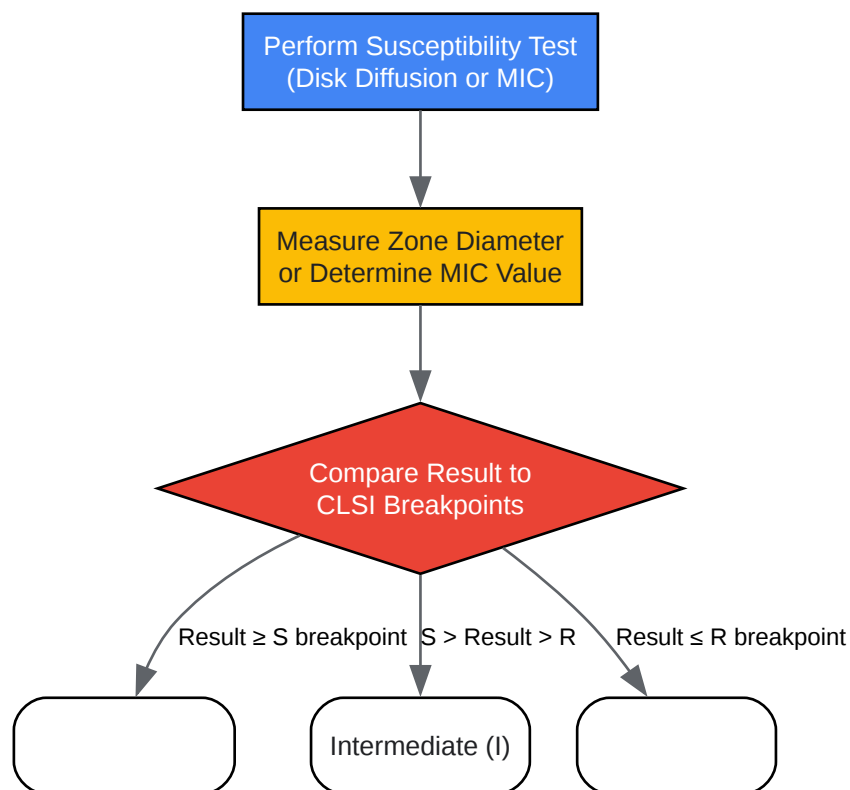 Perform Susceptibility Test
(Disk Diffusion or MIC)
Measure Zone Diameter
or Determine MIC Value
Compare Result to
CLSI Breakpoints
Result ≥ S breakpoint
S > Result > R
Result ≤ R breakpoint
Intermediate (I)